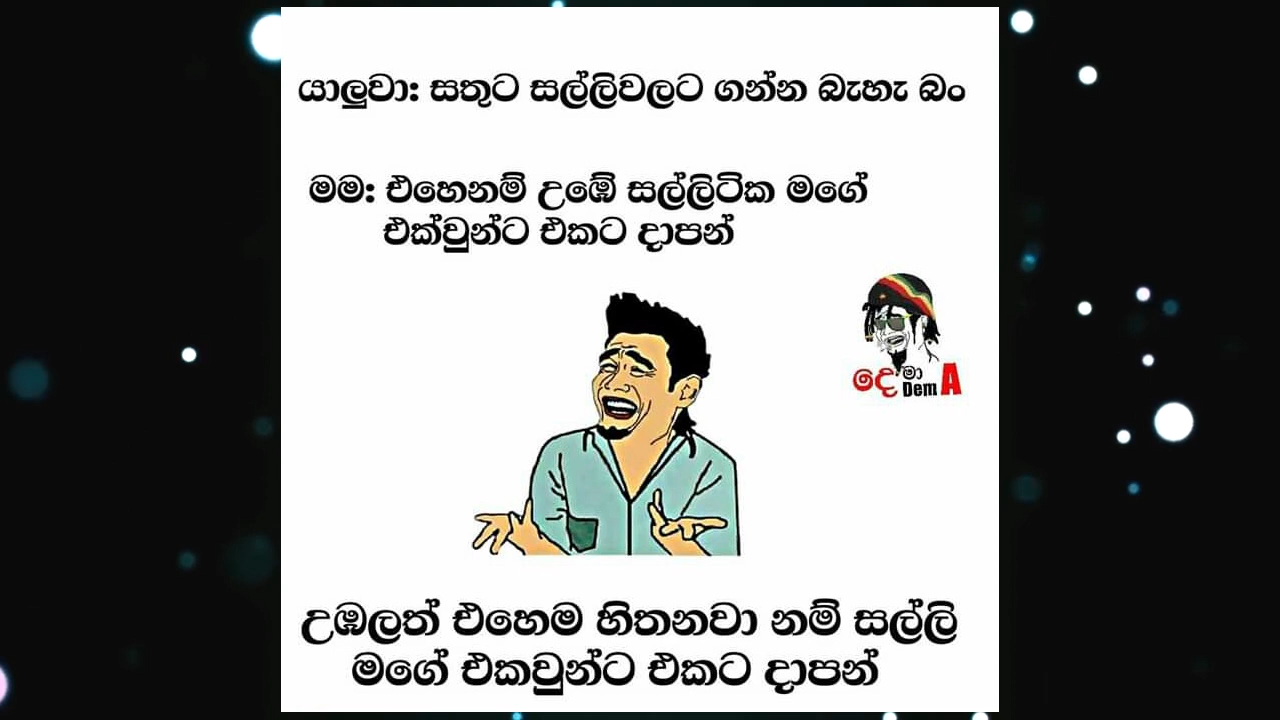 යාලුවා: සතුට සල්ලිවලට ගන්න බැහැ බං
මම: එහෙනම් උඹේ සල්ලිටික මගේ
එක්වුන්ට එකට දාපන්
දෙමා
Dem A
උඹලත් එහෙම හිතනවා නම් සල්ලි
මගේ එකවුන්ට එකට දාපන්